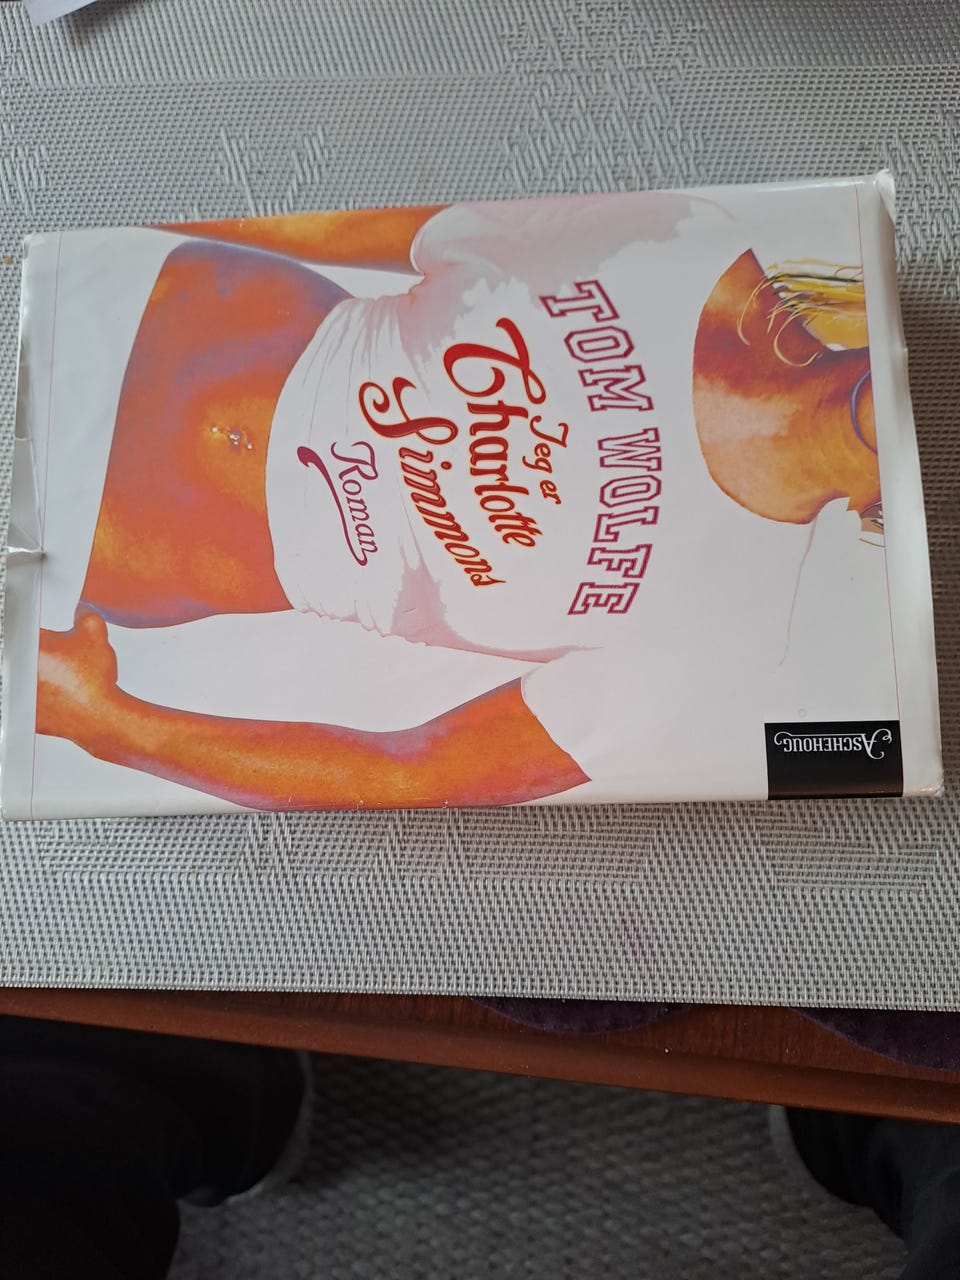 TOM WOLFE
Jeg er
Charlotte
Simmons
Roman
ASCHEHOUG